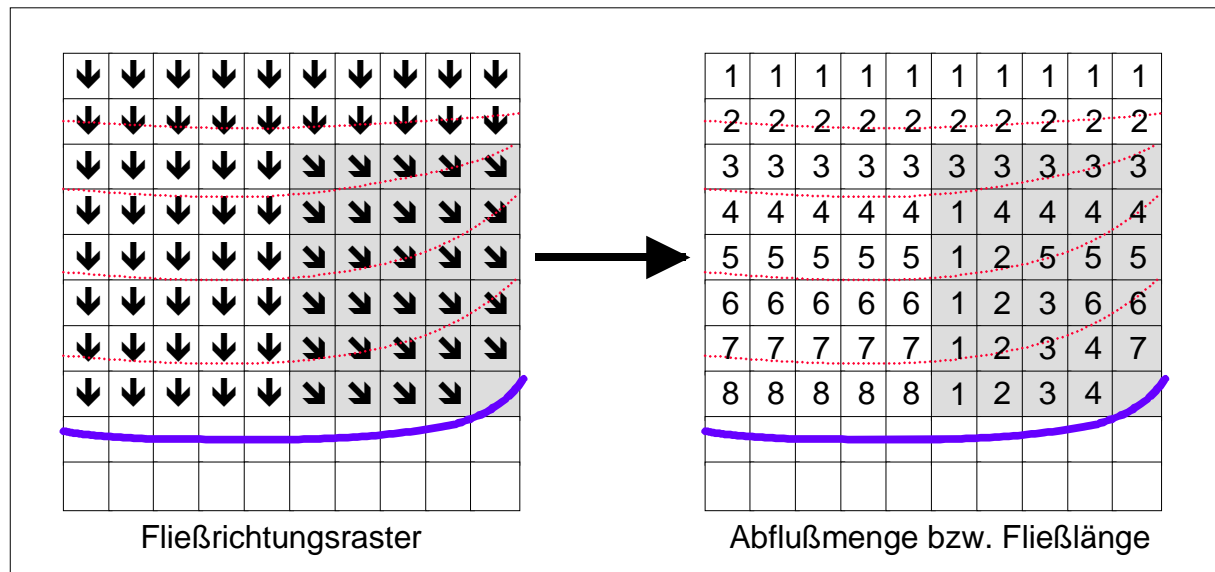 1 1 1 1 1 1 1 1 1 1
2 2 2 2 2 2 2 2 2 2
3 3 3 3 3 3 3 3 3 3
4 4 4 4 4 1 4 4 4 4
5 5 5 5 5 1 2 5 5 5
6 6 6 6 6 1 2 3 6 6
7 7 7 7 7 1 2 3 4 7
8 8 8 8 8 1 2 3 4
Fließrichtungsraster
Abflußmenge bzw. Fließlänge